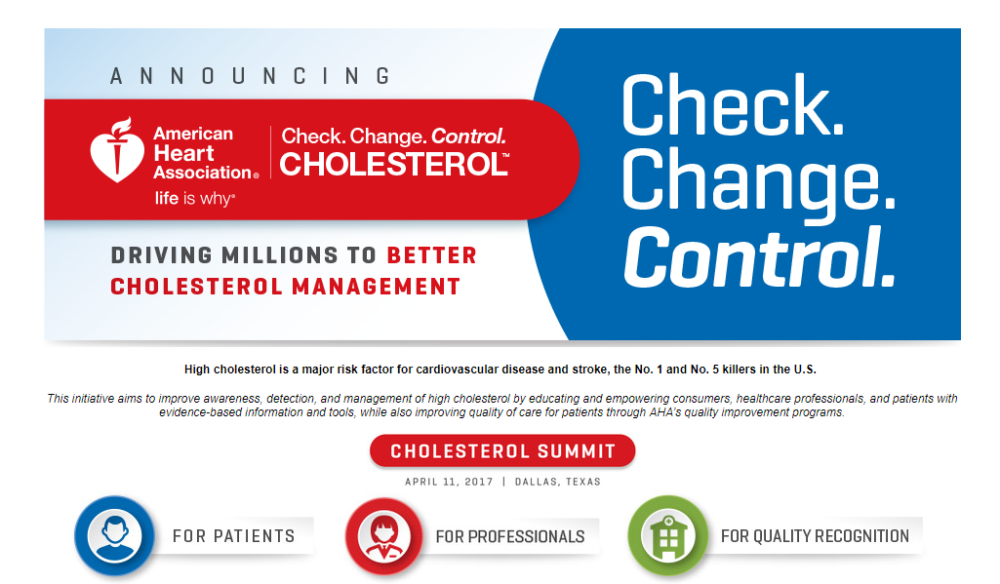 ANNOUNCING
American
Heart
Association®
life is why®
Check. Change. Control.
CHOLESTEROL™
DRIVING MILLIONS TO BETTER
CHOLESTEROL MANAGEMENT
Check.
Change.
Control.
High cholesterol is a major risk factor for cardiovascular disease and stroke, the No. 1 and No. 5 killers in the U.S.
This initiative aims to improve awareness, detection, and management of high cholesterol by educating and empowering consumers, healthcare professionals, and patients with
evidence-based information and tools, while also improving quality of care for patients through AHA's quality improvement programs.
CHOLESTEROL SUMMIT
APRIL 11, 2017 | DALLAS, TEXAS
FOR PATIENTS
FOR PROFESSIONALS
FOR QUALITY RECOGNITION